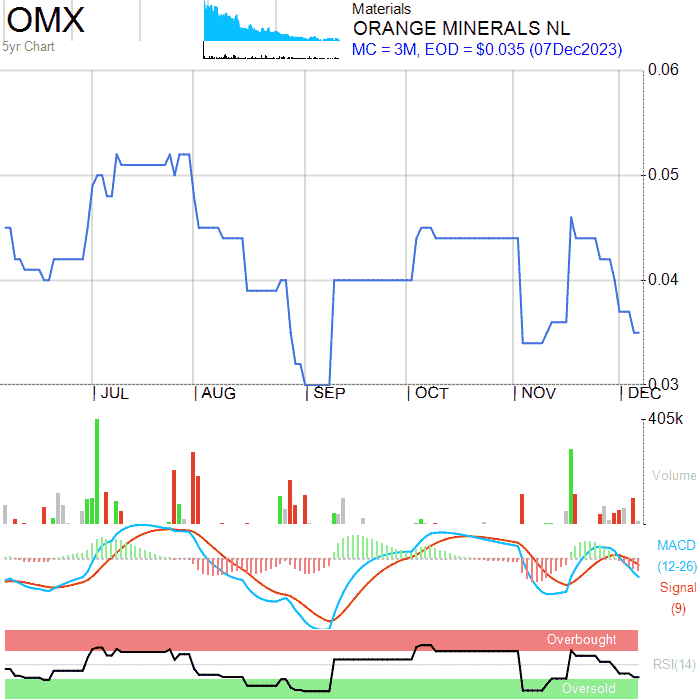 OMX
5yr Chart
Materials
ORANGE MINERALS NL
MC = 3M, EOD = $0.035 (07Dec2023)
0.06
0.05
0.04
0.03
JUL AUG SEP OCT NOV DEC
405k
Volume
MACD
(12-26)
Signal
(9)
Overbought
RSI(14)
Oversold